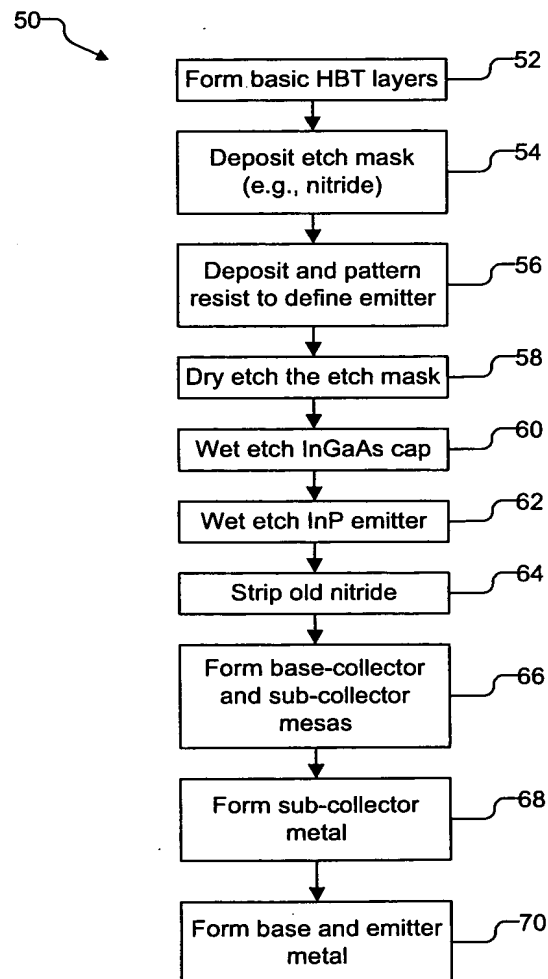 50
Form basic HBT layers
52
Deposit etch mask
(e.g., nitride)
54
Deposit and pattern
resist to define emitter
56
Dry etch the etch mask
58
Wet etch InGaAs cap
60
Wet etch InP emitter
62
Strip old nitride
64
Form base-collector
and sub-collector
mesas
66
Form sub-collector
metal
68
Form base and emitter
metal
70